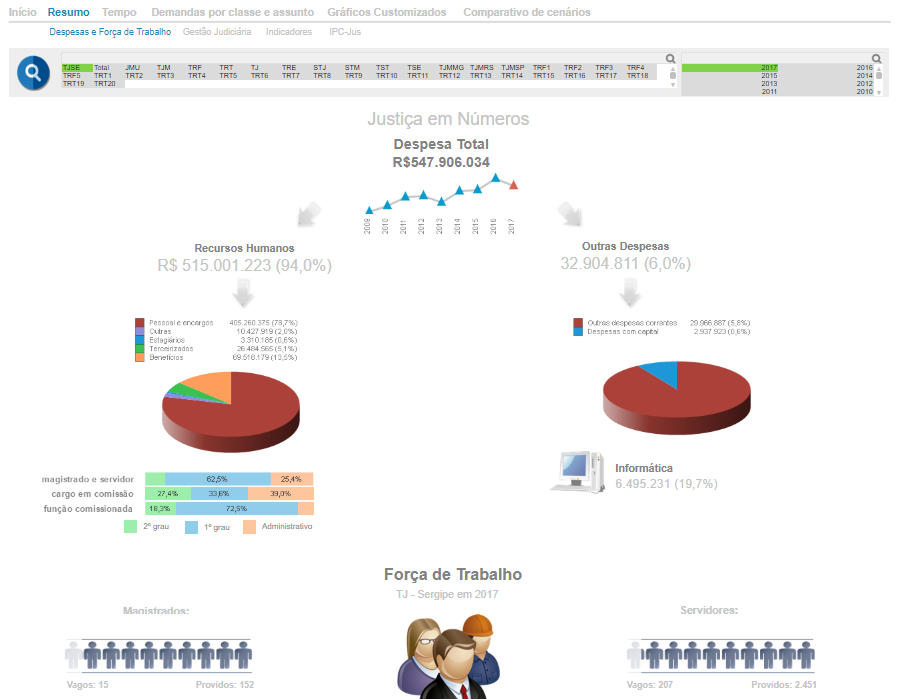 Início Resumo Tempo Demandas por classe e assunto Gráficos Customizados Comparativo de cenários
Despesas e Força de Trabalho Gestão Judiciária Indicadores IPC-Jus
TJSE Total JMU TJM TRF TRT TJ TRE STJ STM TST TSE TJMMG TJMRS TJMSP TRF1 TRF2 TRF3 TRF4
TRF5 TRT1 TRT2 TRT3 TRT4 TRT5 TRT6 TRT7 TRT8 TRT9 TRT10 TRT11 TRT12 TRT13 TRT14 TRT15 TRT16 TRT17 TRT18
TRT19 TRT20
2017 2016
2015 2014
2013 2012
2011 2010
Justiça em Números
Despesa Total
R$547.906.034
2009 2010 2011 2012 2013 2014 2015 2016 2017
Recursos Humanos
R$ 515.001.223 (94,0%)
Outras Despesas
32.904.811 (6,0%)
Pessoal e encargos 405.260.375 (78,7%)
Outras 10.427.919 (2,0%)
Estagiários 3.310.185 (0,6%)
Terceirizados 26.484.565 (5,1%)
Benefícios 69.518.179 (13,5%)
Outras despesas correntes 29.966.887 (5,8%)
Despesas com capital 2.937.923 (0,6%)
magistrado e servidor 62,5% 25,4%
cargo em comissão 27,4% 33,6% 39,0%
função comissionada 18,3% 72,5%
2º grau 1º grau Administrativo
Informática
6.495.231 (19,7%)
Força de Trabalho
TJ - Sergipe em 2017
Magistrados:
Vagos: 15 Providos: 152
Servidores:
Vagos: 207 Providos: 2.451